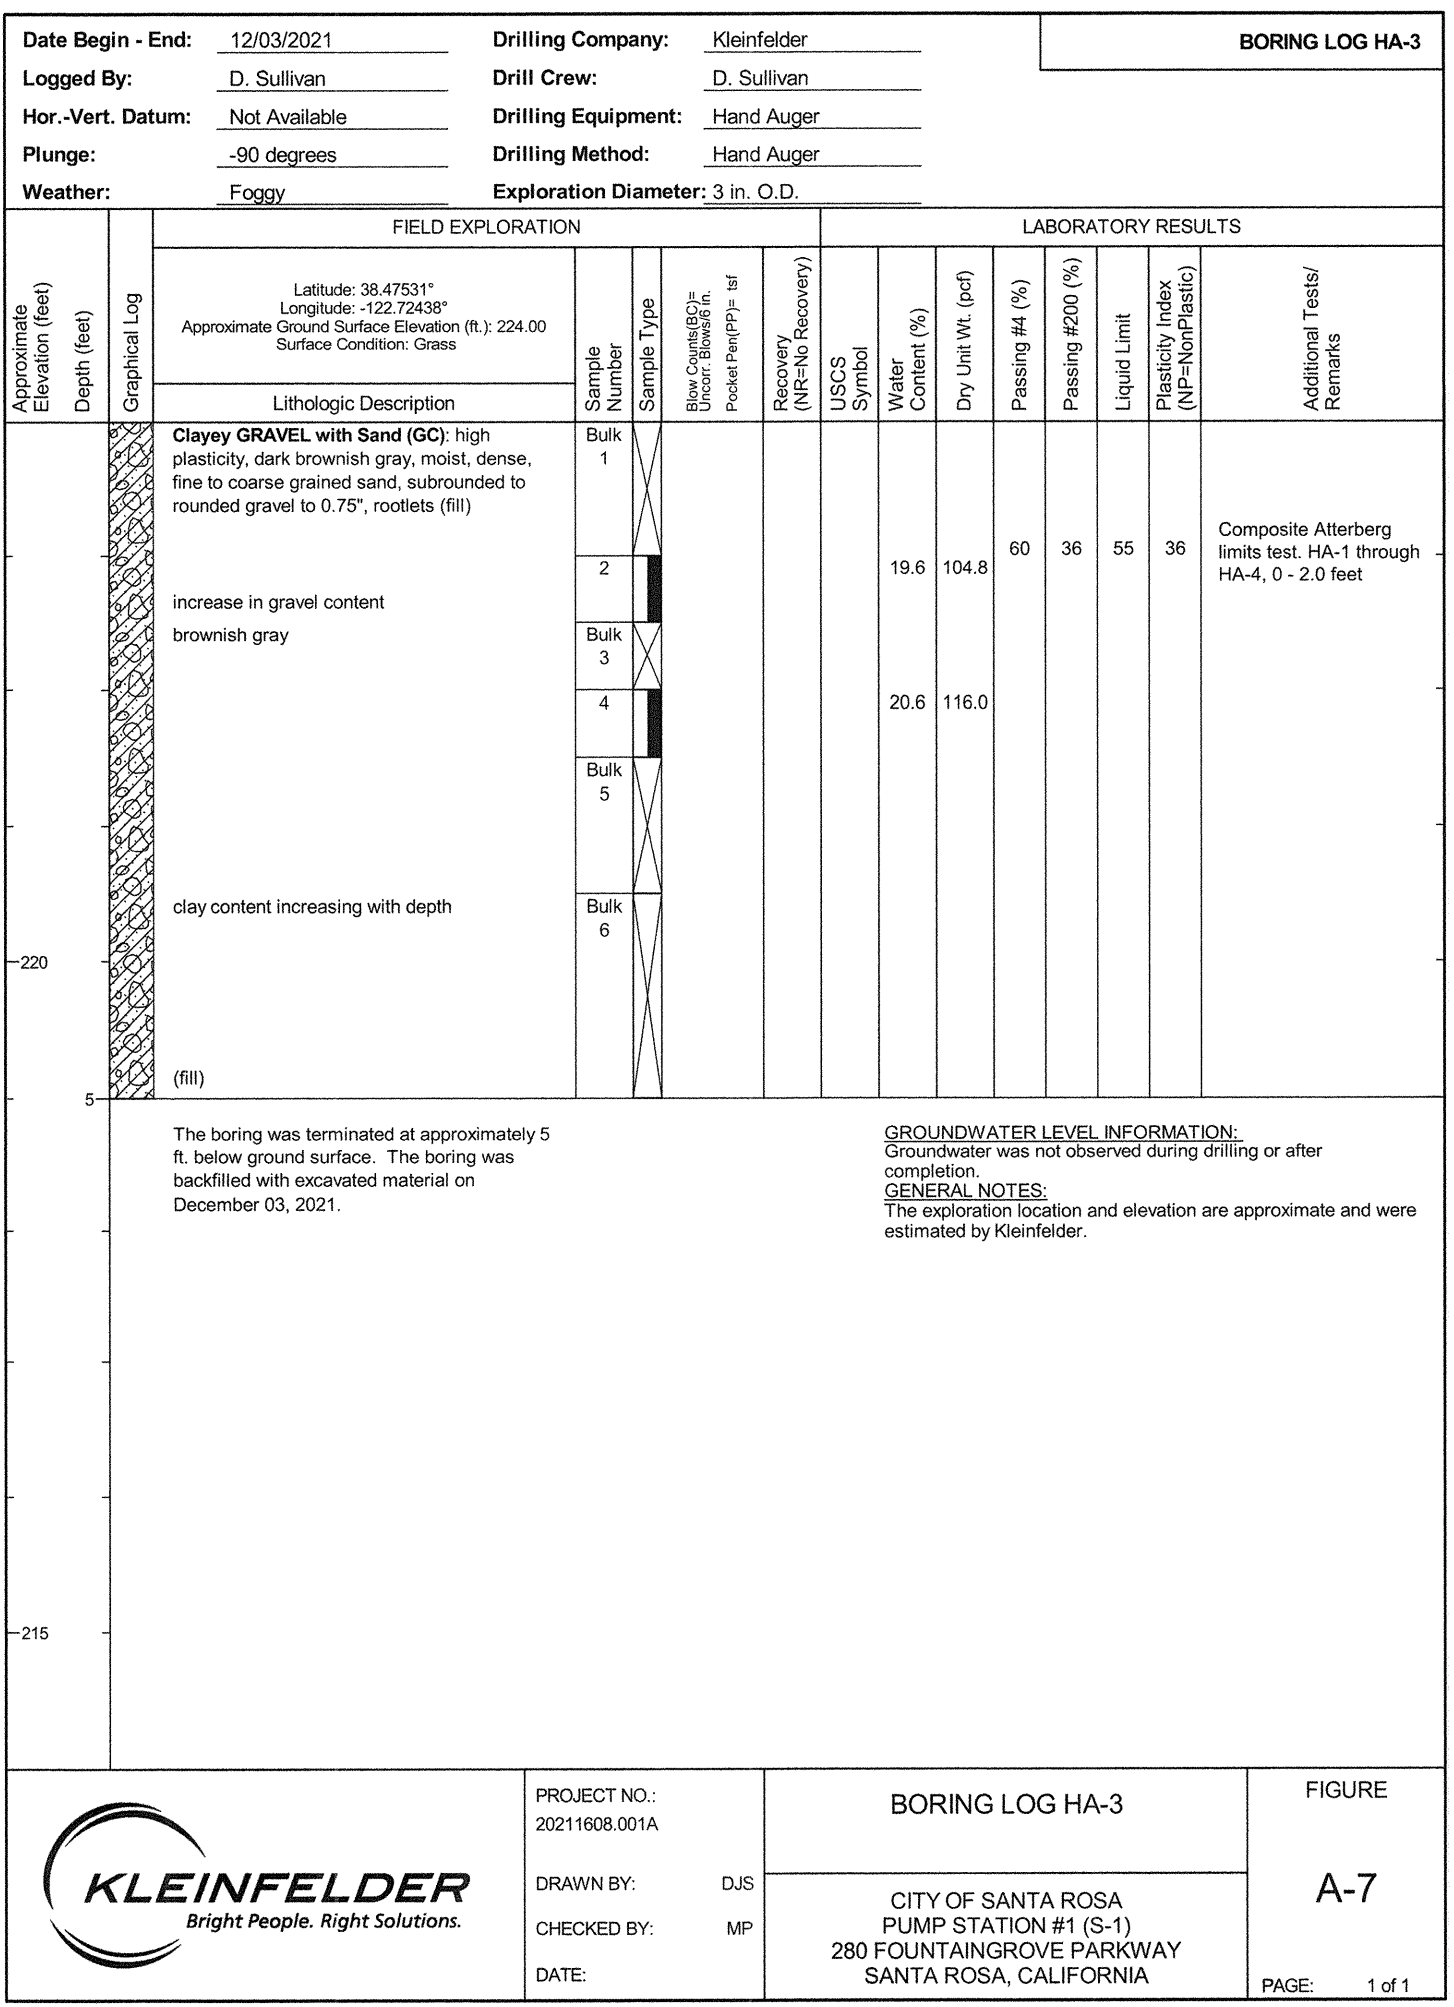 Date Begin - End: 12/03/2021 Drilling Company: Kleinfelder BORING LOG HA-3
Logged By: D. Sullivan Drill Crew: D. Sullivan
Hor.-Vert. Datum: Not Available Drilling Equipment: Hand Auger
Plunge: -90 degrees Drilling Method: Hand Auger
Weather: Foggy Exploration Diameter: 3 in. O.D.
FIELD EXPLORATION LABORATORY RESULTS
Approximate
Elevation (feet)
Depth (feet)
Graphical Log
Latitude: 38.47531°
Longitude: -122.72438°
Approximate Ground Surface Elevation (ft.): 224.00
Surface Condition: Grass
Lithologic Description
Sample
Number
Sample Type
Blow Counts(BC)=
Uncorr. Blows/6 in.
Pocket Pen(PP)= tsf
Recovery
(NR=No Recovery)
USCS
Symbol
Water
Content (%)
Dry Unit Wt. (pcf)
Passing #4 (%)
Passing #200 (%)
Liquid Limit
Plasticity Index
(NP=NonPlastic)
Additional Tests/
Remarks
Clayey GRAVEL with Sand (GC): high
plasticity, dark brownish gray, moist, dense,
fine to coarse grained sand, subrounded to
rounded gravel to 0.75", rootlets (fill)
Bulk
1
60 36 55 36
Composite Atterberg
limits test. HA-1 through
HA-4, 0 - 2.0 feet
2 19.6 104.8
increase in gravel content
brownish gray
Bulk
3
4 20.6 116.0
Bulk
5
clay content increasing with depth
Bulk
6
220
(fill)
5
The boring was terminated at approximately 5
ft. below ground surface. The boring was
backfilled with excavated material on
December 03, 2021.
GROUNDWATER LEVEL INFORMATION:
Groundwater was not observed during drilling or after
completion.
GENERAL NOTES:
The exploration location and elevation are approximate and were
estimated by Kleinfelder.
215
KLEINFELDER
Bright People. Right Solutions.
PROJECT NO.:
20211608.001A
DRAWN BY: DJS
CHECKED BY: MP
DATE:
BORING LOG HA-3
CITY OF SANTA ROSA
PUMP STATION #1 (S-1)
280 FOUNTAINGROVE PARKWAY
SANTA ROSA, CALIFORNIA
FIGURE
A-7
PAGE: 1 of 1